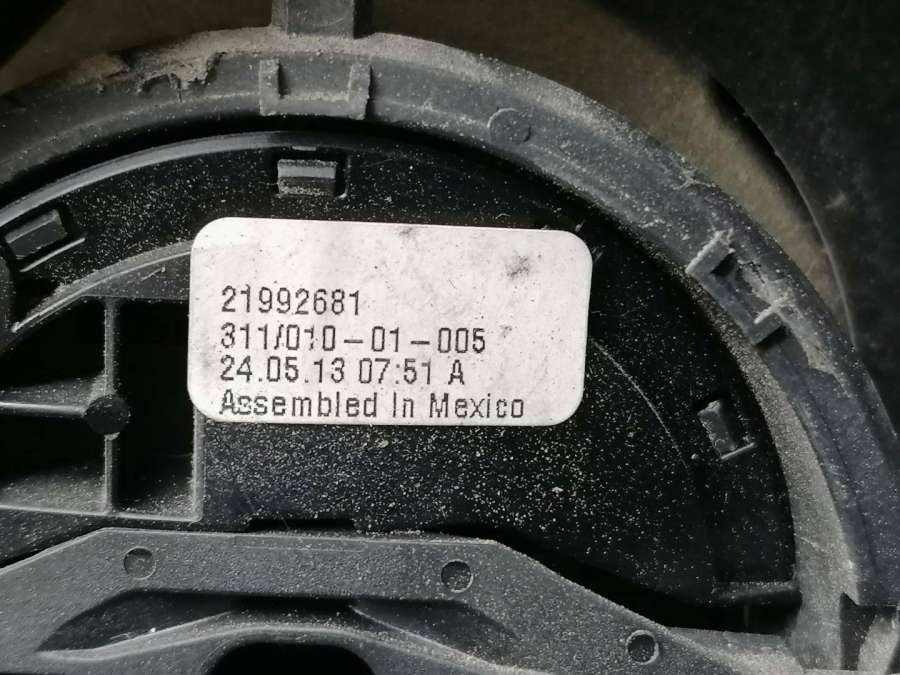 21992681
311/010-01-005
24.05.13 07:51 A
Assembled In Mexico